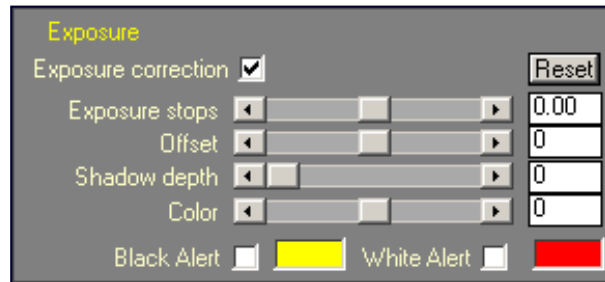 Exposure
Exposure correction Reset
Exposure stops 0.00
Offset 0
Shadow depth 0
Color 0
Black Alert White Alert